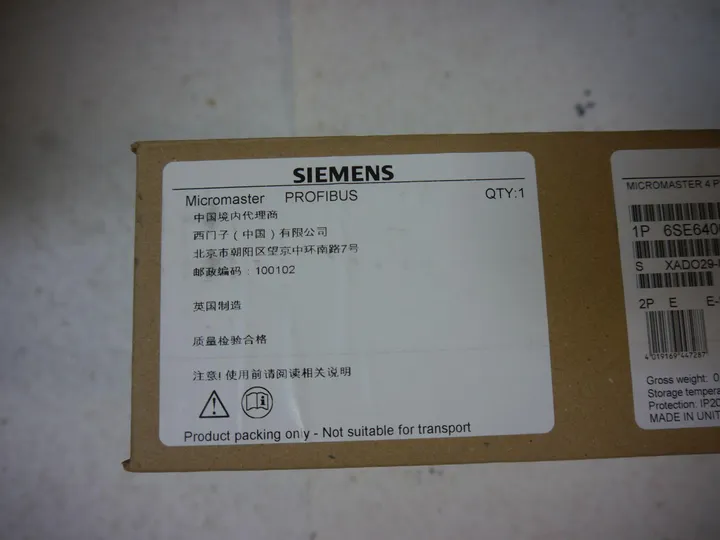 SIEMENS
Micromaster PROFIBUS QTY:1
中国境内代理商
西门子（中国）有限公司
北京市朝阳区望京中环南路7号
邮政编码：100102
英国制造
质量检验合格
注意! 使用前请阅读相关说明
Product packing only - Not suitable for transport
MICROMASTER 4 P
1P 6SE640
S XADO29-
2P E E-
4 019169 447287
Gross weight: 0
Storage tempera
Protection: IP20
MADE IN UNIT